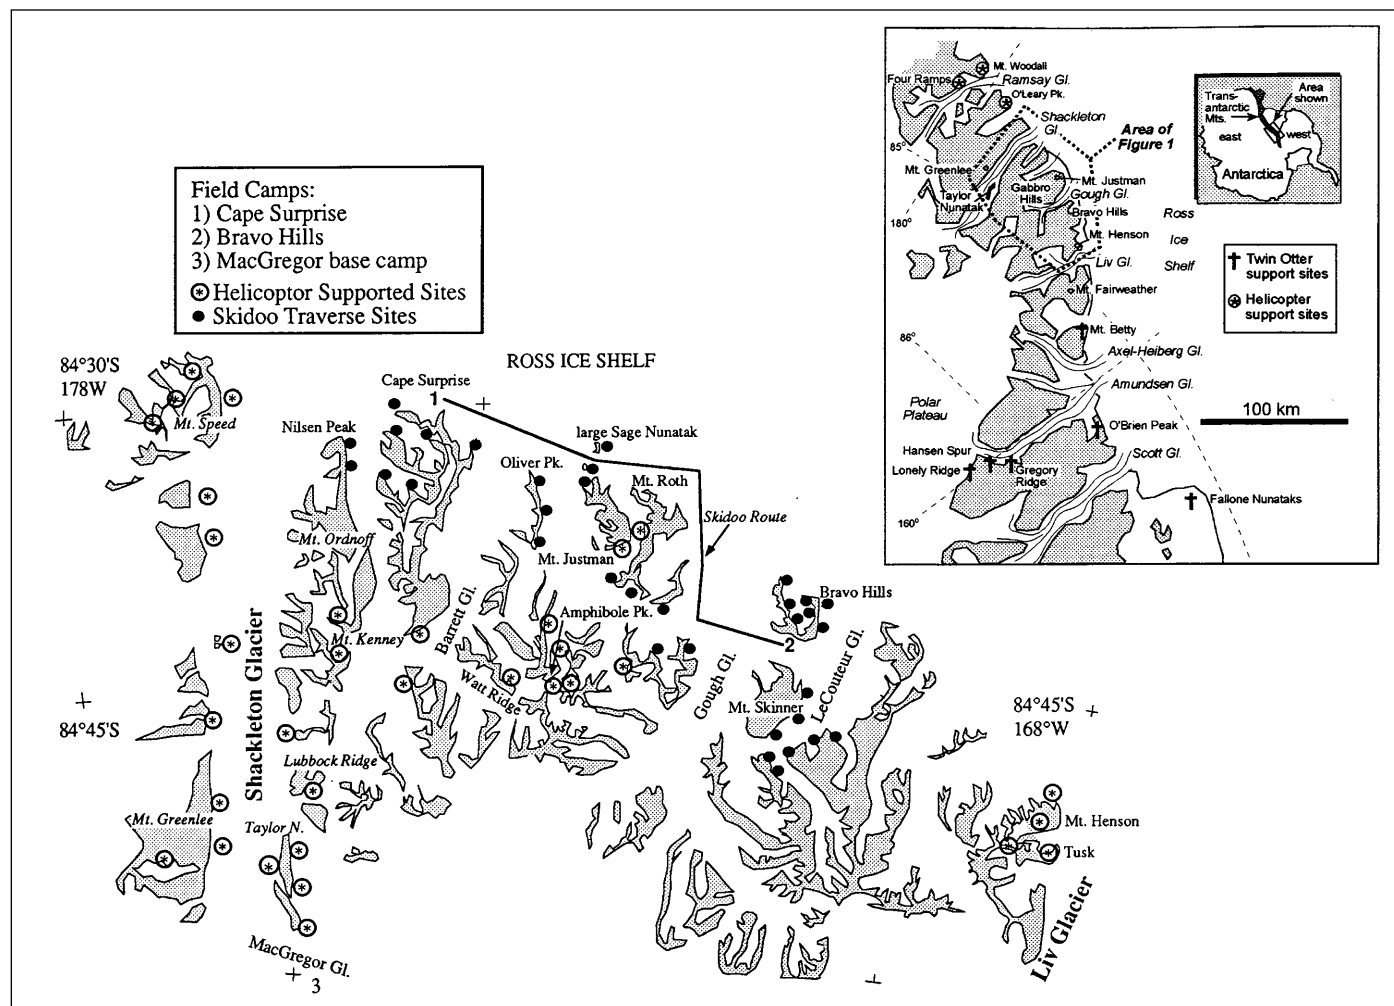 Field Camps:
1) Cape Surprise
2) Bravo Hills
3) MacGregor base camp
Helicoptor Supported Sites
Skidoo Traverse Sites
84°30'S
178W
ROSS ICE SHELF
Cape Surprise
1
Mt. Speed
Nilsen Peak
large Sage Nunatak
Oliver Pk.
Mt. Roth
Skidoo Route
Mt. Ordnoff
Mt. Justman
Bravo Hills
Amphibole Pk.
Barrett Gl.
Mt. Kenney
2
Shackleton Glacier
Watt Ridge
Gough Gl.
LeCouteur Gl.
Mt. Skinner
84°45'S
84°45'S
168°W
Lubbock Ridge
Mt. Greenlee
Taylor N.
Mt. Henson
Tusk
MacGregor Gl.
3
Liv Glacier
Mt. Woodall
Four Ramps
Ramsay Gl.
O'Leary Pk.
Shackleton
Gl.
Area of
Figure 1
85°
Mt. Greenlee
Mt. Justman
Taylor
Nunatak
Gabbro
Hills
Gough Gl.
180°
Bravo Hills
Ross
Mt. Henson
Ice
Liv Gl.
Shelf
Mt. Fairweather
Mt. Betty
86°
Axel-Heiberg Gl.
Amundsen Gl.
Polar
Plateau
100 km
O'Brien Peak
Hansen Spur
Scott Gl.
Lonely Ridge
Gregory
Ridge
Fallone Nunataks
160°
Trans-
antarctic
Mts.
Area
shown
east
west
Antarctica
Twin Otter
support sites
Helicopter
support sites